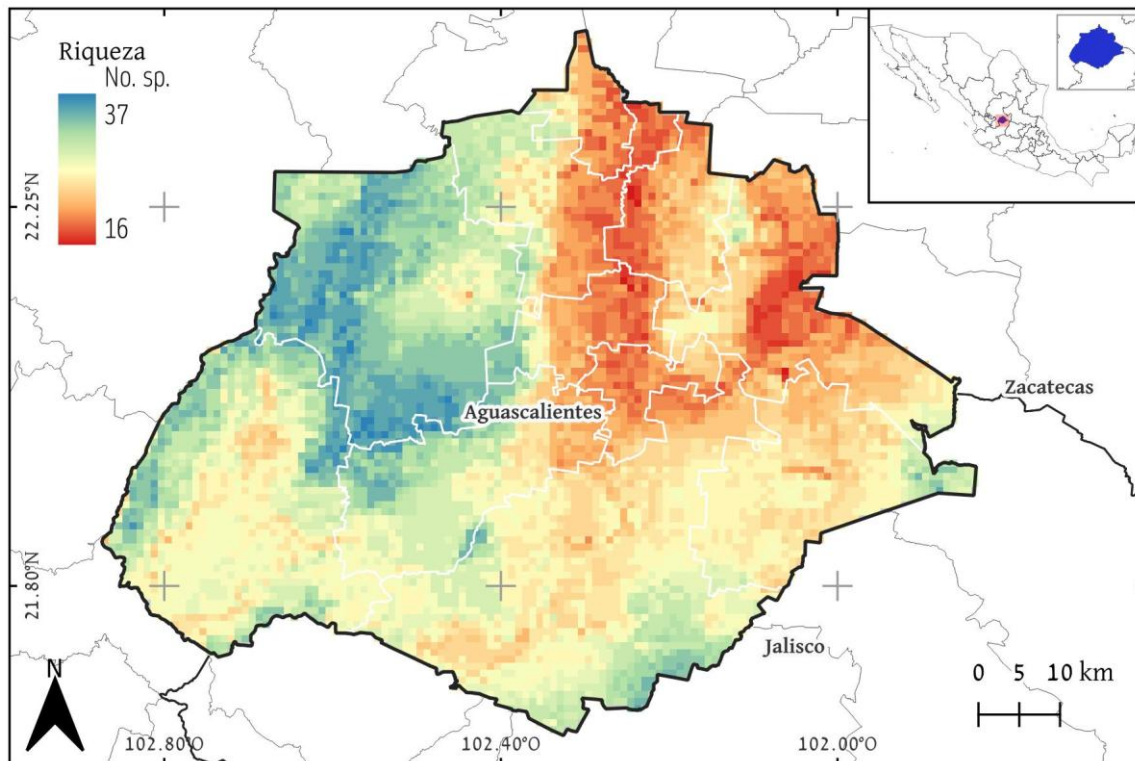 Riqueza
No. sp.
37
16
22.25°N
21.80°N
Aguascalientes
Zacatecas
Jalisco
N
0 5 10 km
102.80°O
102.40°O
102.00°O